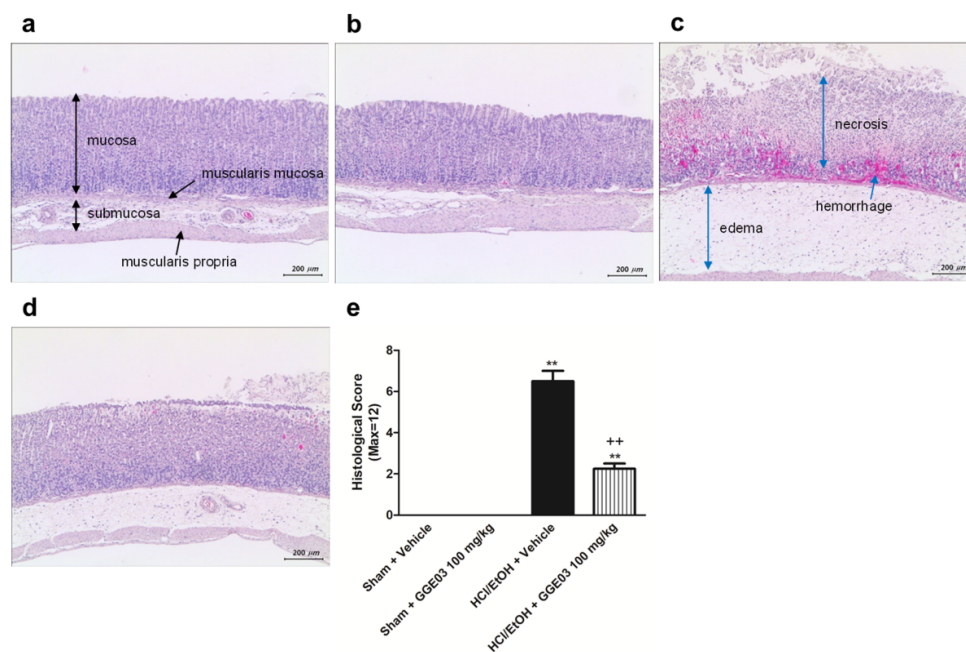 a
b
c
mucosa
muscularis mucosa
submucosa
muscularis propria
200 µm
200 µm
necrosis
hemorrhage
edema
200 µm
d
200 µm
e
Histological Score
(Max=12)
8
6
4
2
0
**
++
**
Sham + Vehicle
Sham + GGE03 100 mg/kg
HCl/EtOH + Vehicle
HCl/EtOH + GGE03 100 mg/kg